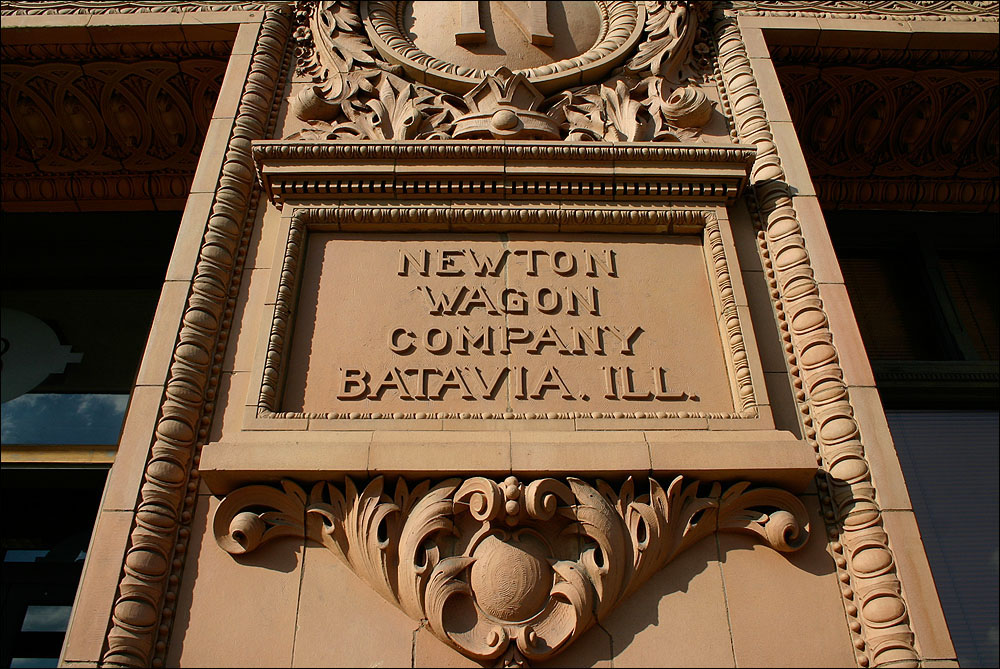 NEWTON
WAGON
COMPANY
BATAVIA. ILL.